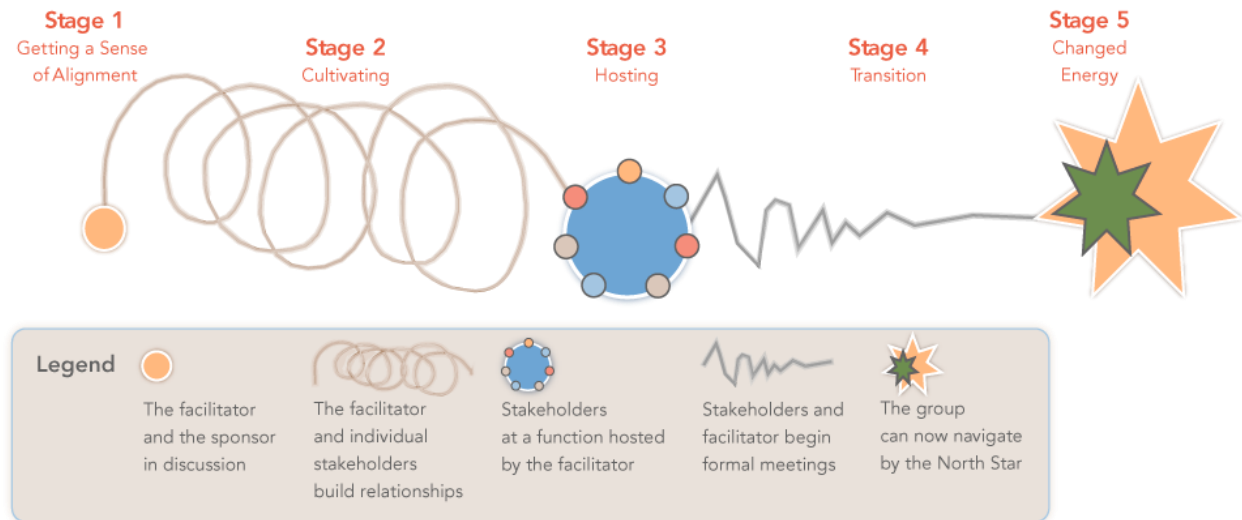 Stage 1
Getting a Sense
of Alignment
Stage 2
Cultivating
Stage 3
Hosting
Stage 4
Transition
Stage 5
Changed
Energy
Legend
The facilitator
and the sponsor
in discussion
The facilitator
and individual
stakeholders
build relationships
Stakeholders
at a function hosted
by the facilitator
Stakeholders and
facilitator begin
formal meetings
The group
can now navigate
by the North Star